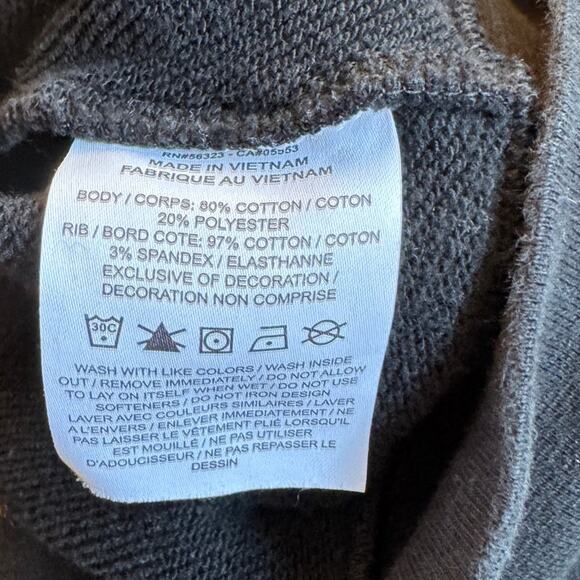 RN#56323 - CA#05553
MADE IN VIETNAM
FABRIQUE AU VIETNAM
BODY / CORPS: 80% COTTON / COTON
20% POLYESTER
RIB / BORD COTE: 97% COTTON / COTON
3% SPANDEX / ELASTHANNE
EXCLUSIVE OF DECORATION /
DECORATION NON COMPRISE
30C
WASH WITH LIKE COLORS / WASH INSIDE
OUT / REMOVE IMMEDIATELY / DO NOT ALLOW
TO LAY ON ITSELF WHEN WET / DO NOT USE
SOFTENERS / DO NOT IRON DESIGN
LAVER AVEC COULEURS SIMILAIRES / LAVER
A L'ENVERS / ENLEVER IMMEDIATEMENT / NE
PAS LAISSER LE VÊTEMENT PLIÉ LORSQU'IL
EST MOUILLÉ / NE PAS UTILISER
D'ADOUCISSEUR / NE PAS REPASSER LE
DESSIN